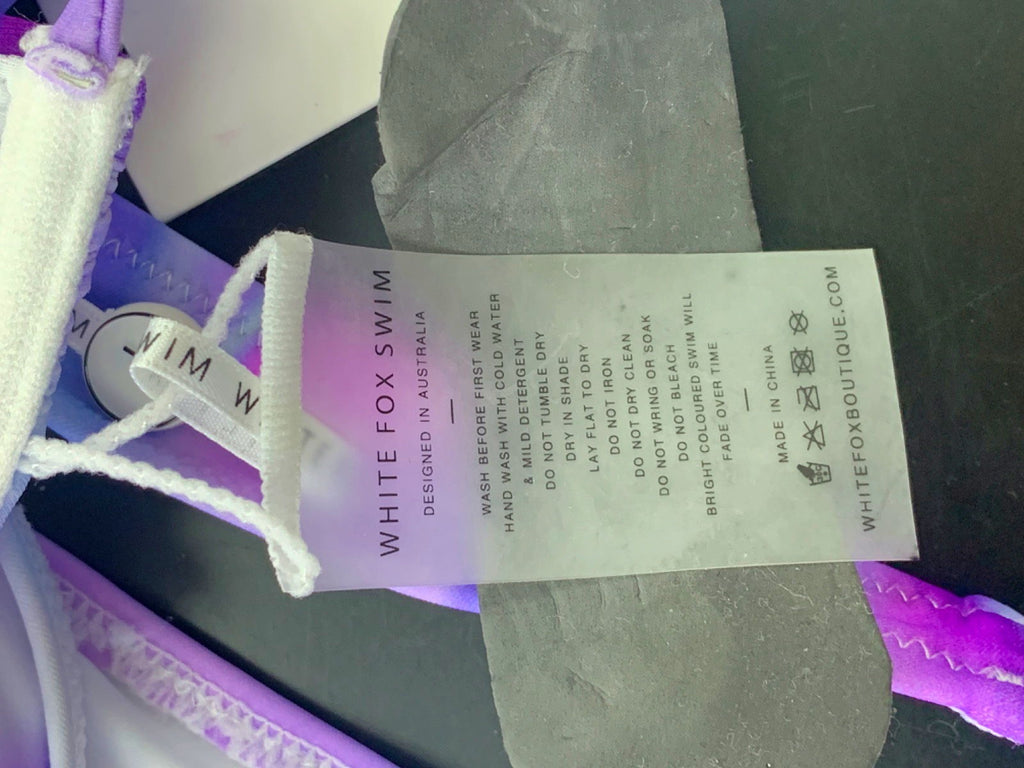 WHITE FOX SWIM
DESIGNED IN AUSTRALIA
WASH BEFORE FIRST WEAR
HAND WASH WITH COLD WATER
& MILD DETERGENT
DO NOT TUMBLE DRY
DRY IN SHADE
LAY FLAT TO DRY
DO NOT IRON
DO NOT DRY CLEAN
DO NOT WRING OR SOAK
DO NOT BLEACH
BRIGHT COLOURED SWIM WILL
FADE OVER TIME
MADE IN CHINA
WHITEFOXBOUTIQUE.COM
WIM W
M